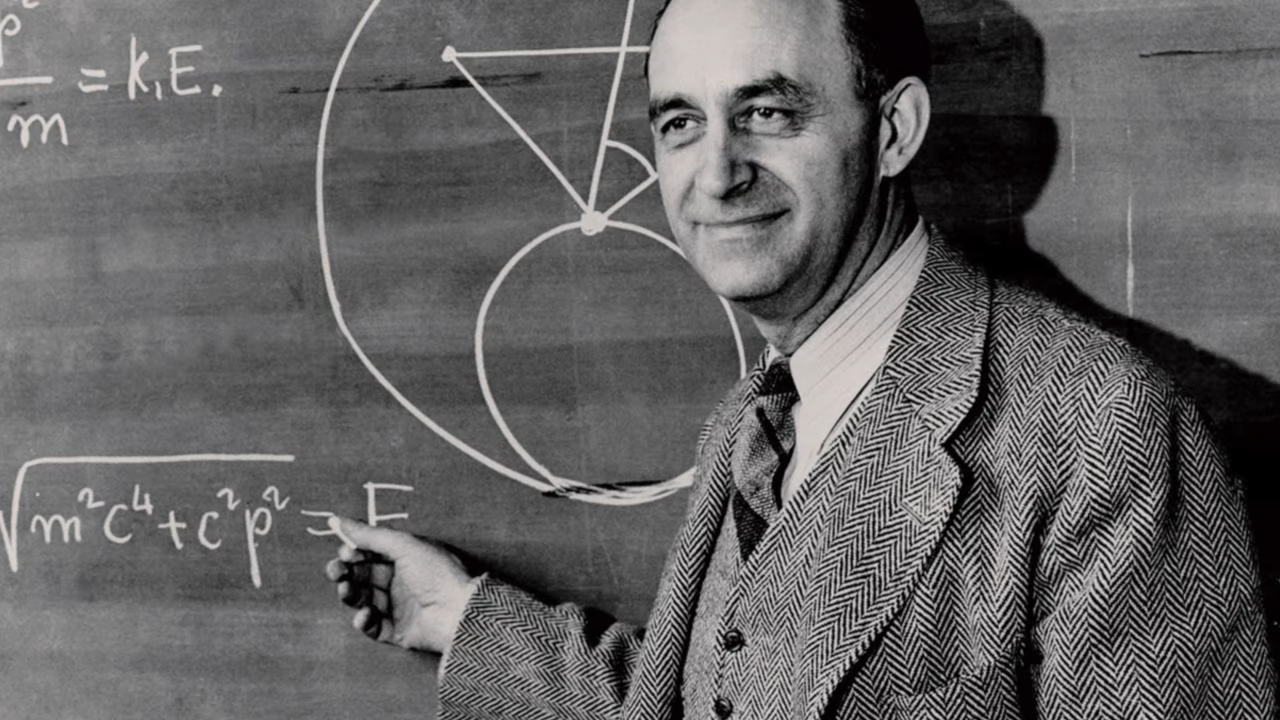 p²/m = k₁E.
√m²c⁴+c²p² = E